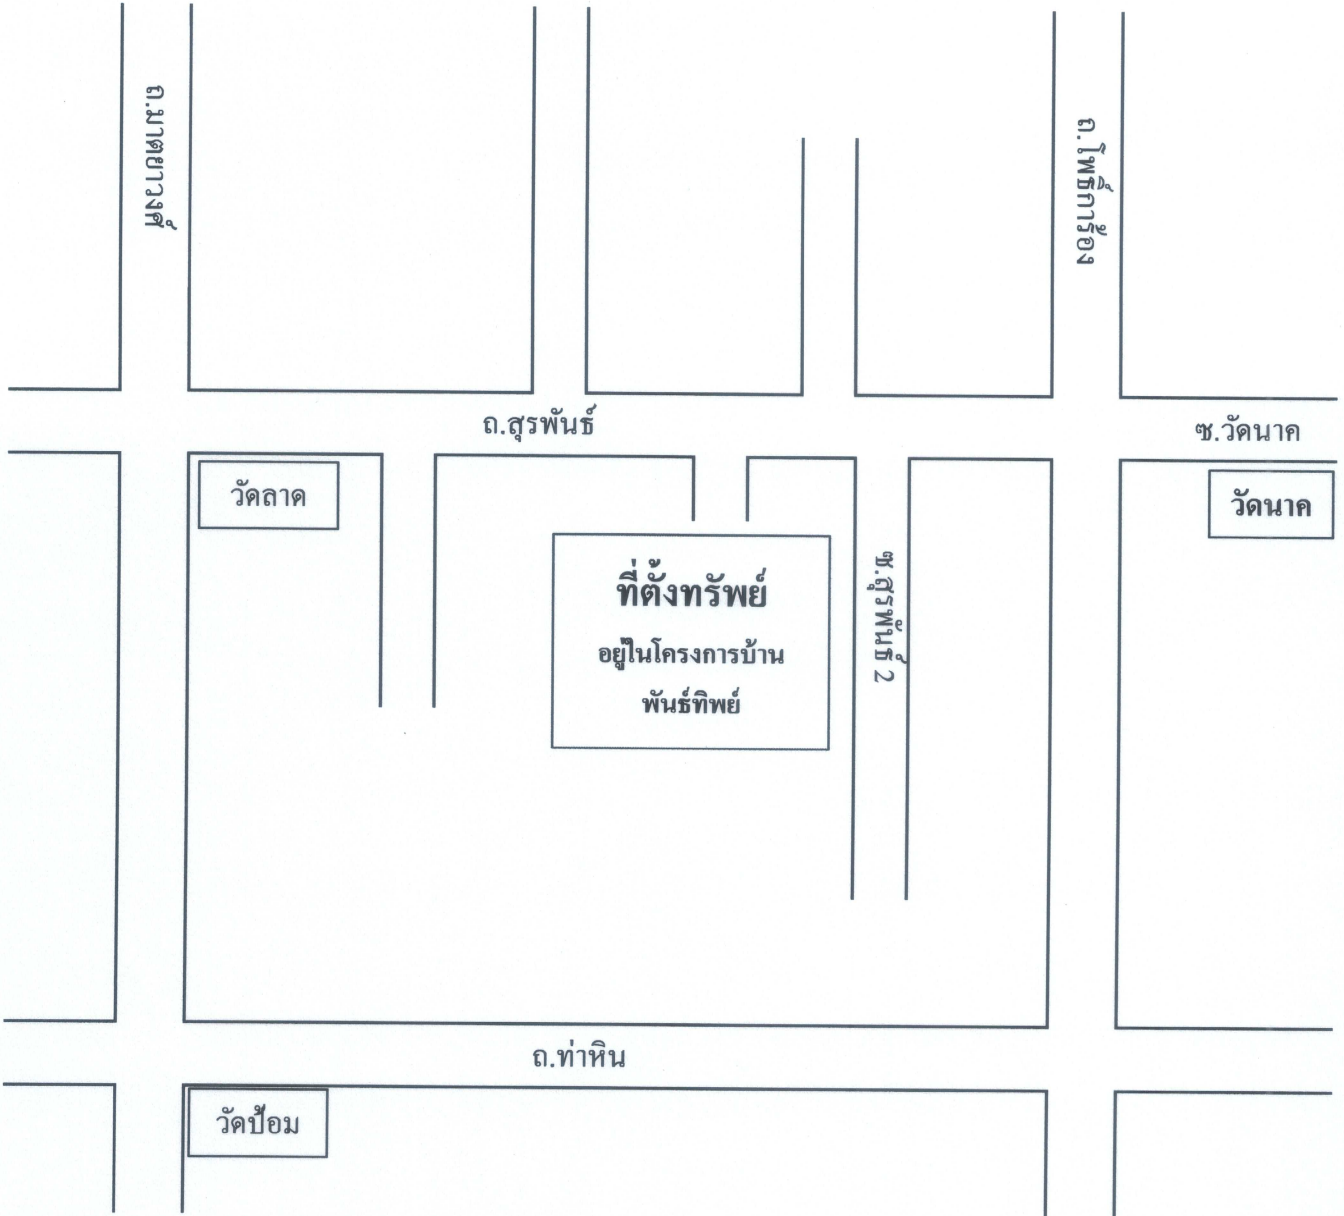 ถ.มาตยาวงศ์
ถ.โพธิ์การ้อง
ถ.สุรพันธ์
ซ.วัดนาค
วัดลาด
วัดนาค
ที่ตั้งทรัพย์
อยู่ในโครงการบ้าน
พันธ์ทิพย์
ซ.สุรพันธ์ 2
ถ.ท่าหิน
วัดป้อม